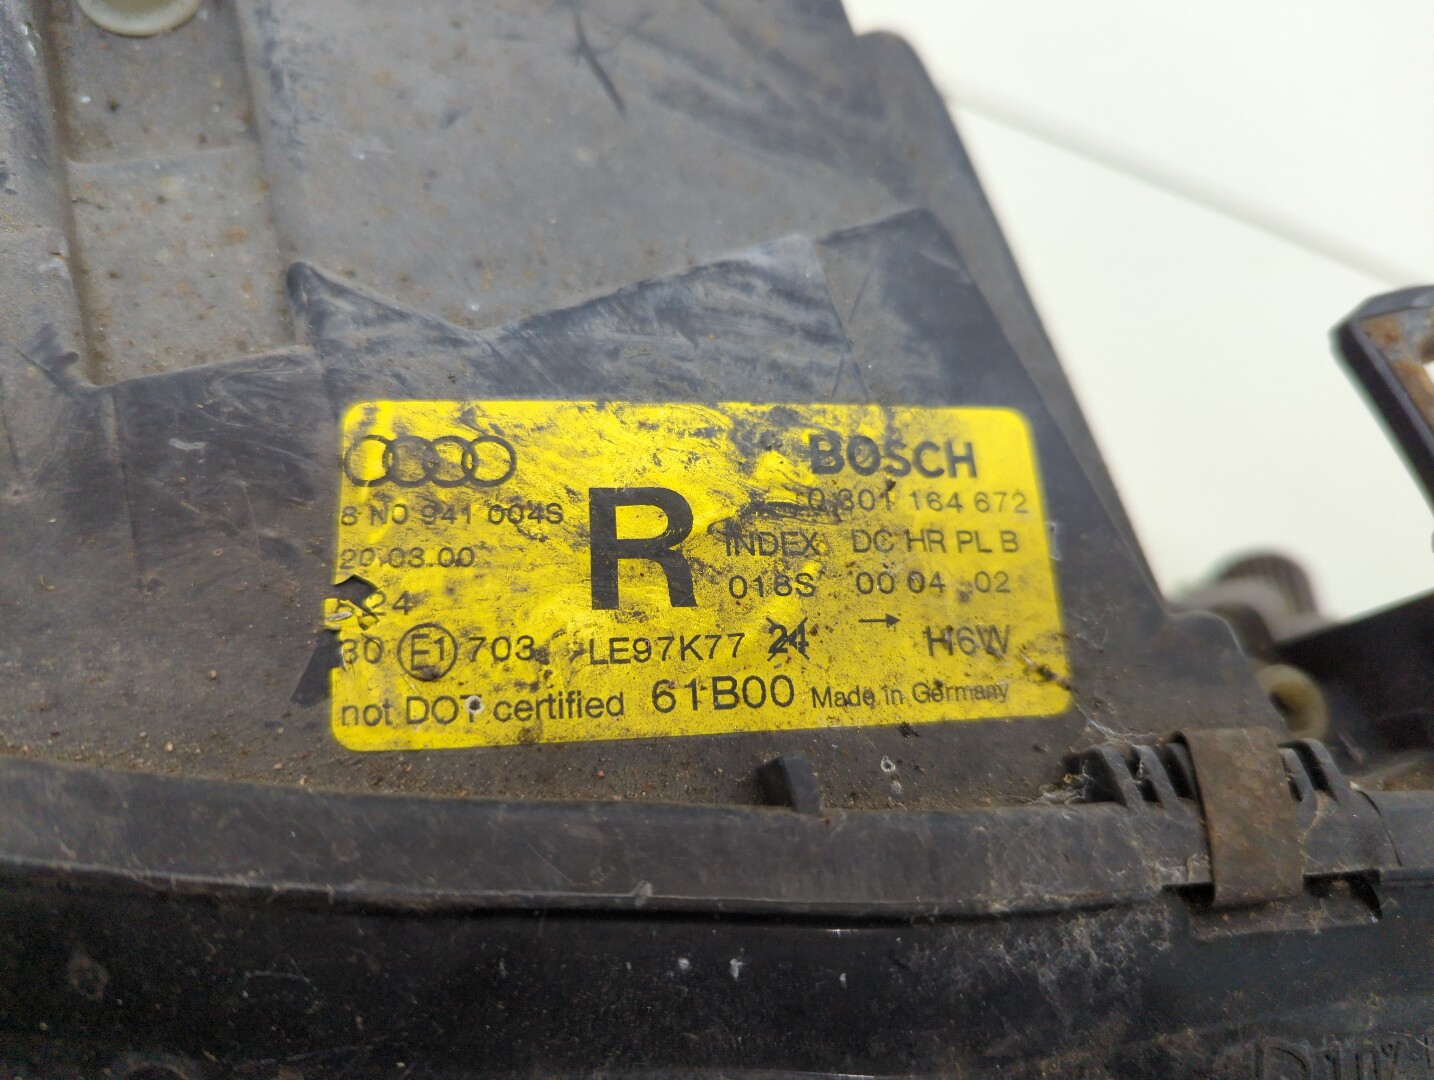 BOSCH
8 N0 941 004S
R
0 301 164 672
20.03.00
INDEX DC HR PL B
018S 00 04 02
24
30 E1 703 LE97K77 24 → H6W
not DOT certified 61B00 Made in Germany